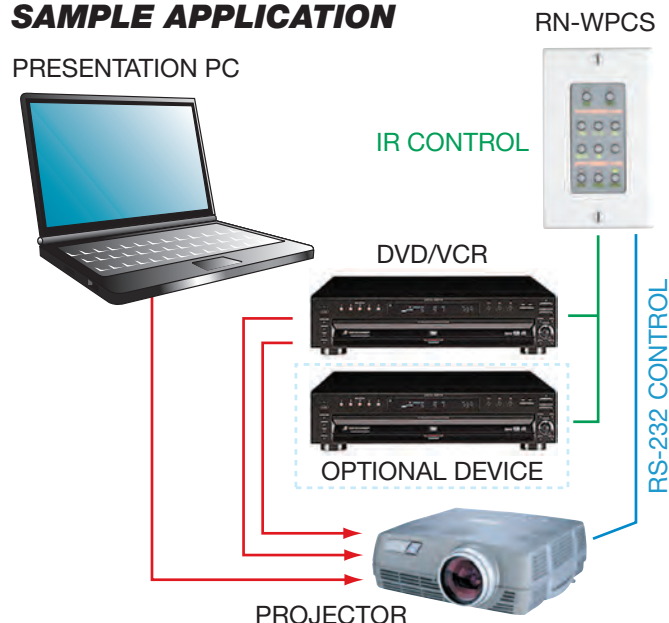 SAMPLE APPLICATION
RN-WPCS
PRESENTATION PC
IR CONTROL
DVD/VCR
RS-232 CONTROL
OPTIONAL DEVICE
PROJECTOR